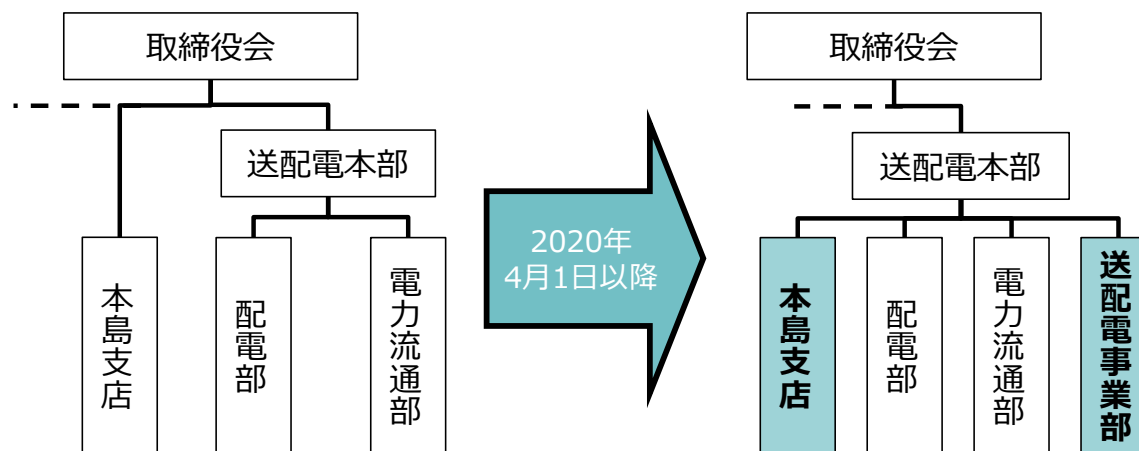 取締役会
送配電本部
本島支店
配電部
電力流通部
2020年
4月1日以降
取締役会
送配電本部
本島支店
配電部
電力流通部
送配電事業部